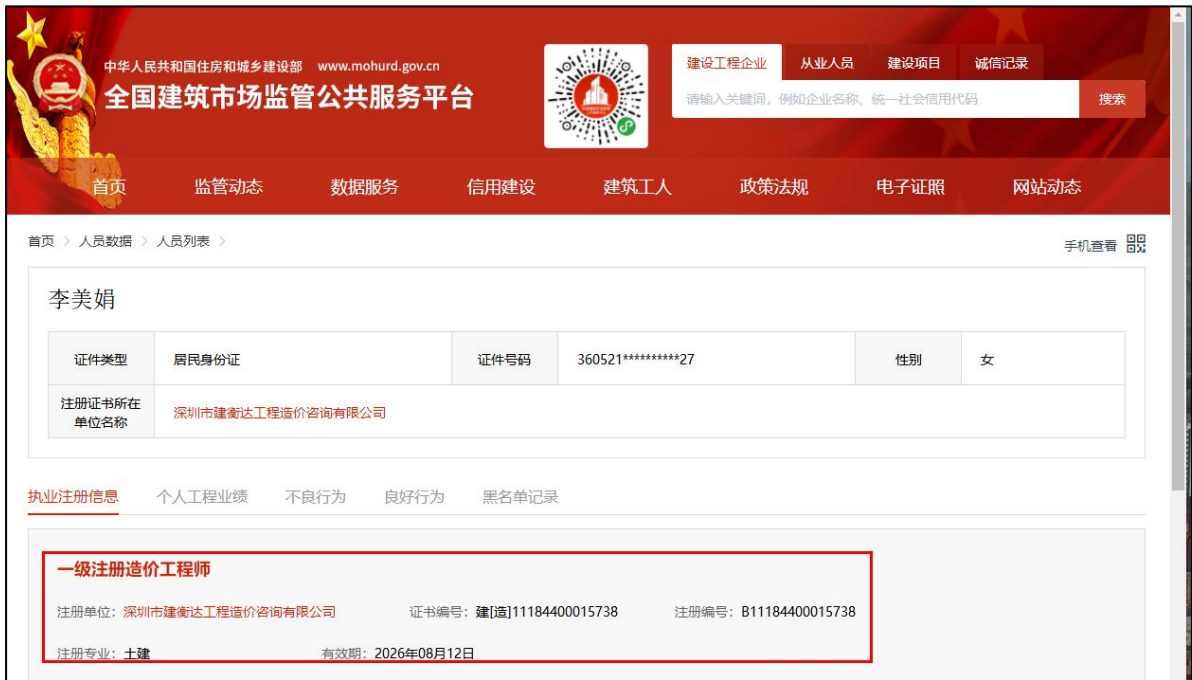 中华人民共和国住房和城乡建设部 www.mohurd.gov.cn
全国建筑市场监管公共服务平台
建设工程企业 从业人员 建设项目 诚信记录
请输入关键词，例如企业名称、统一社会信用代码 搜索
首页 监管动态 数据服务 信用建设 建筑工人 政策法规 电子证照 网站动态
首页 > 人员数据 > 人员列表 >
手机查看
李美娟
证件类型 居民身份证 证件号码 360521**********27 性别 女
注册证书所在
单位名称
深圳市建衡达工程造价咨询有限公司
执业注册信息 个人工程业绩 不良行为 良好行为 黑名单记录
一级注册造价工程师
注册单位：深圳市建衡达工程造价咨询有限公司 证书编号：建[造]11184400015738 注册编号：B11184400015738
注册专业：土建 有效期：2026年08月12日